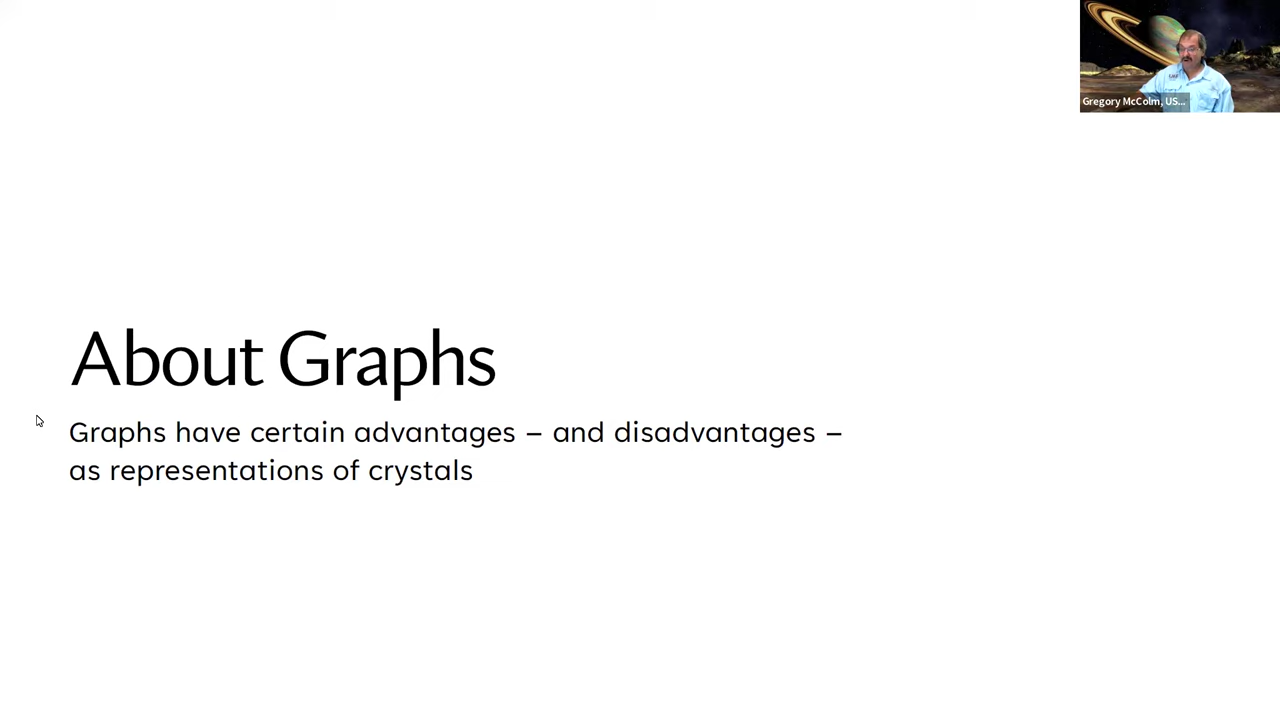 Gregory McColm, US...
About Graphs
Graphs have certain advantages – and disadvantages –
as representations of crystals